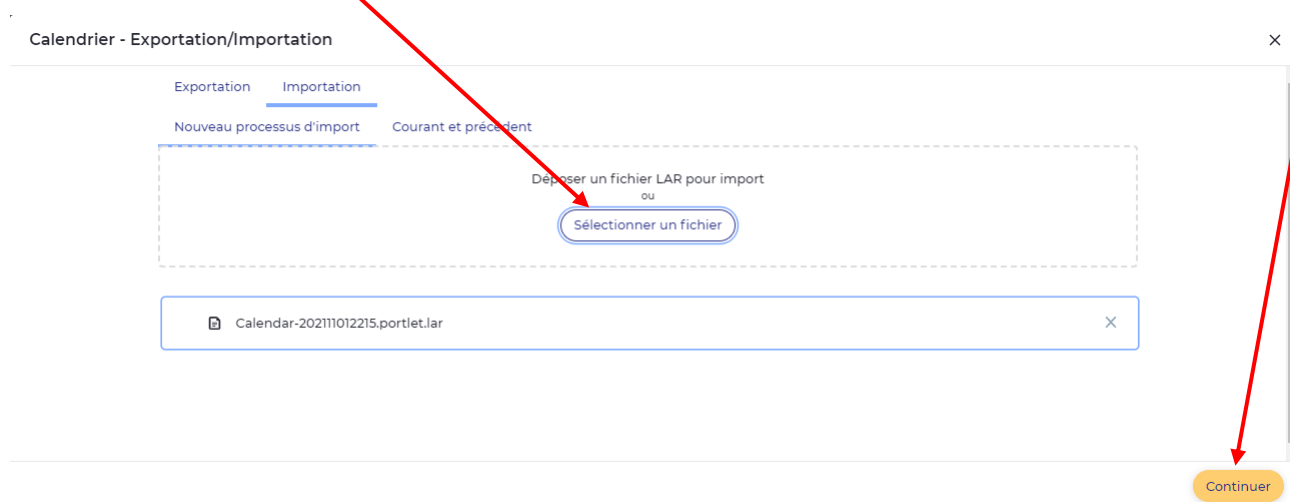 Calendrier - Exportation/Importation
Exportation Importation
Nouveau processus d'import Courant et précédent
Déposer un fichier LAR pour import
ou
Sélectionner un fichier
Calendar-202111012215.portlet.lar
Continuer